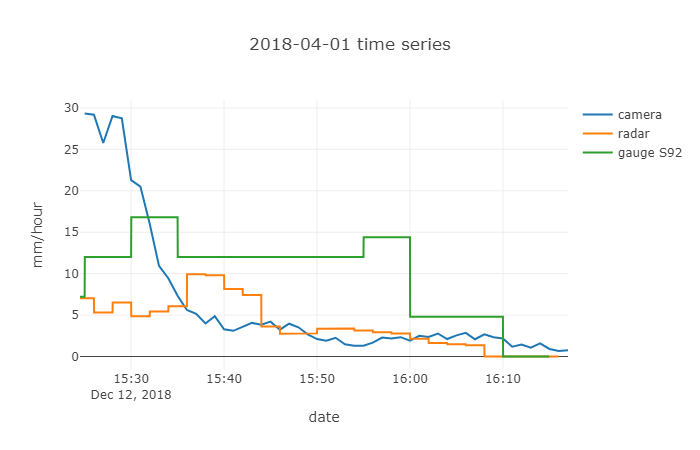 2018-04-01 time series
camera
radar
gauge S92
mm/hour
30
25
20
15
10
5
0
15:30
15:40
15:50
16:00
16:10
Dec 12, 2018
date